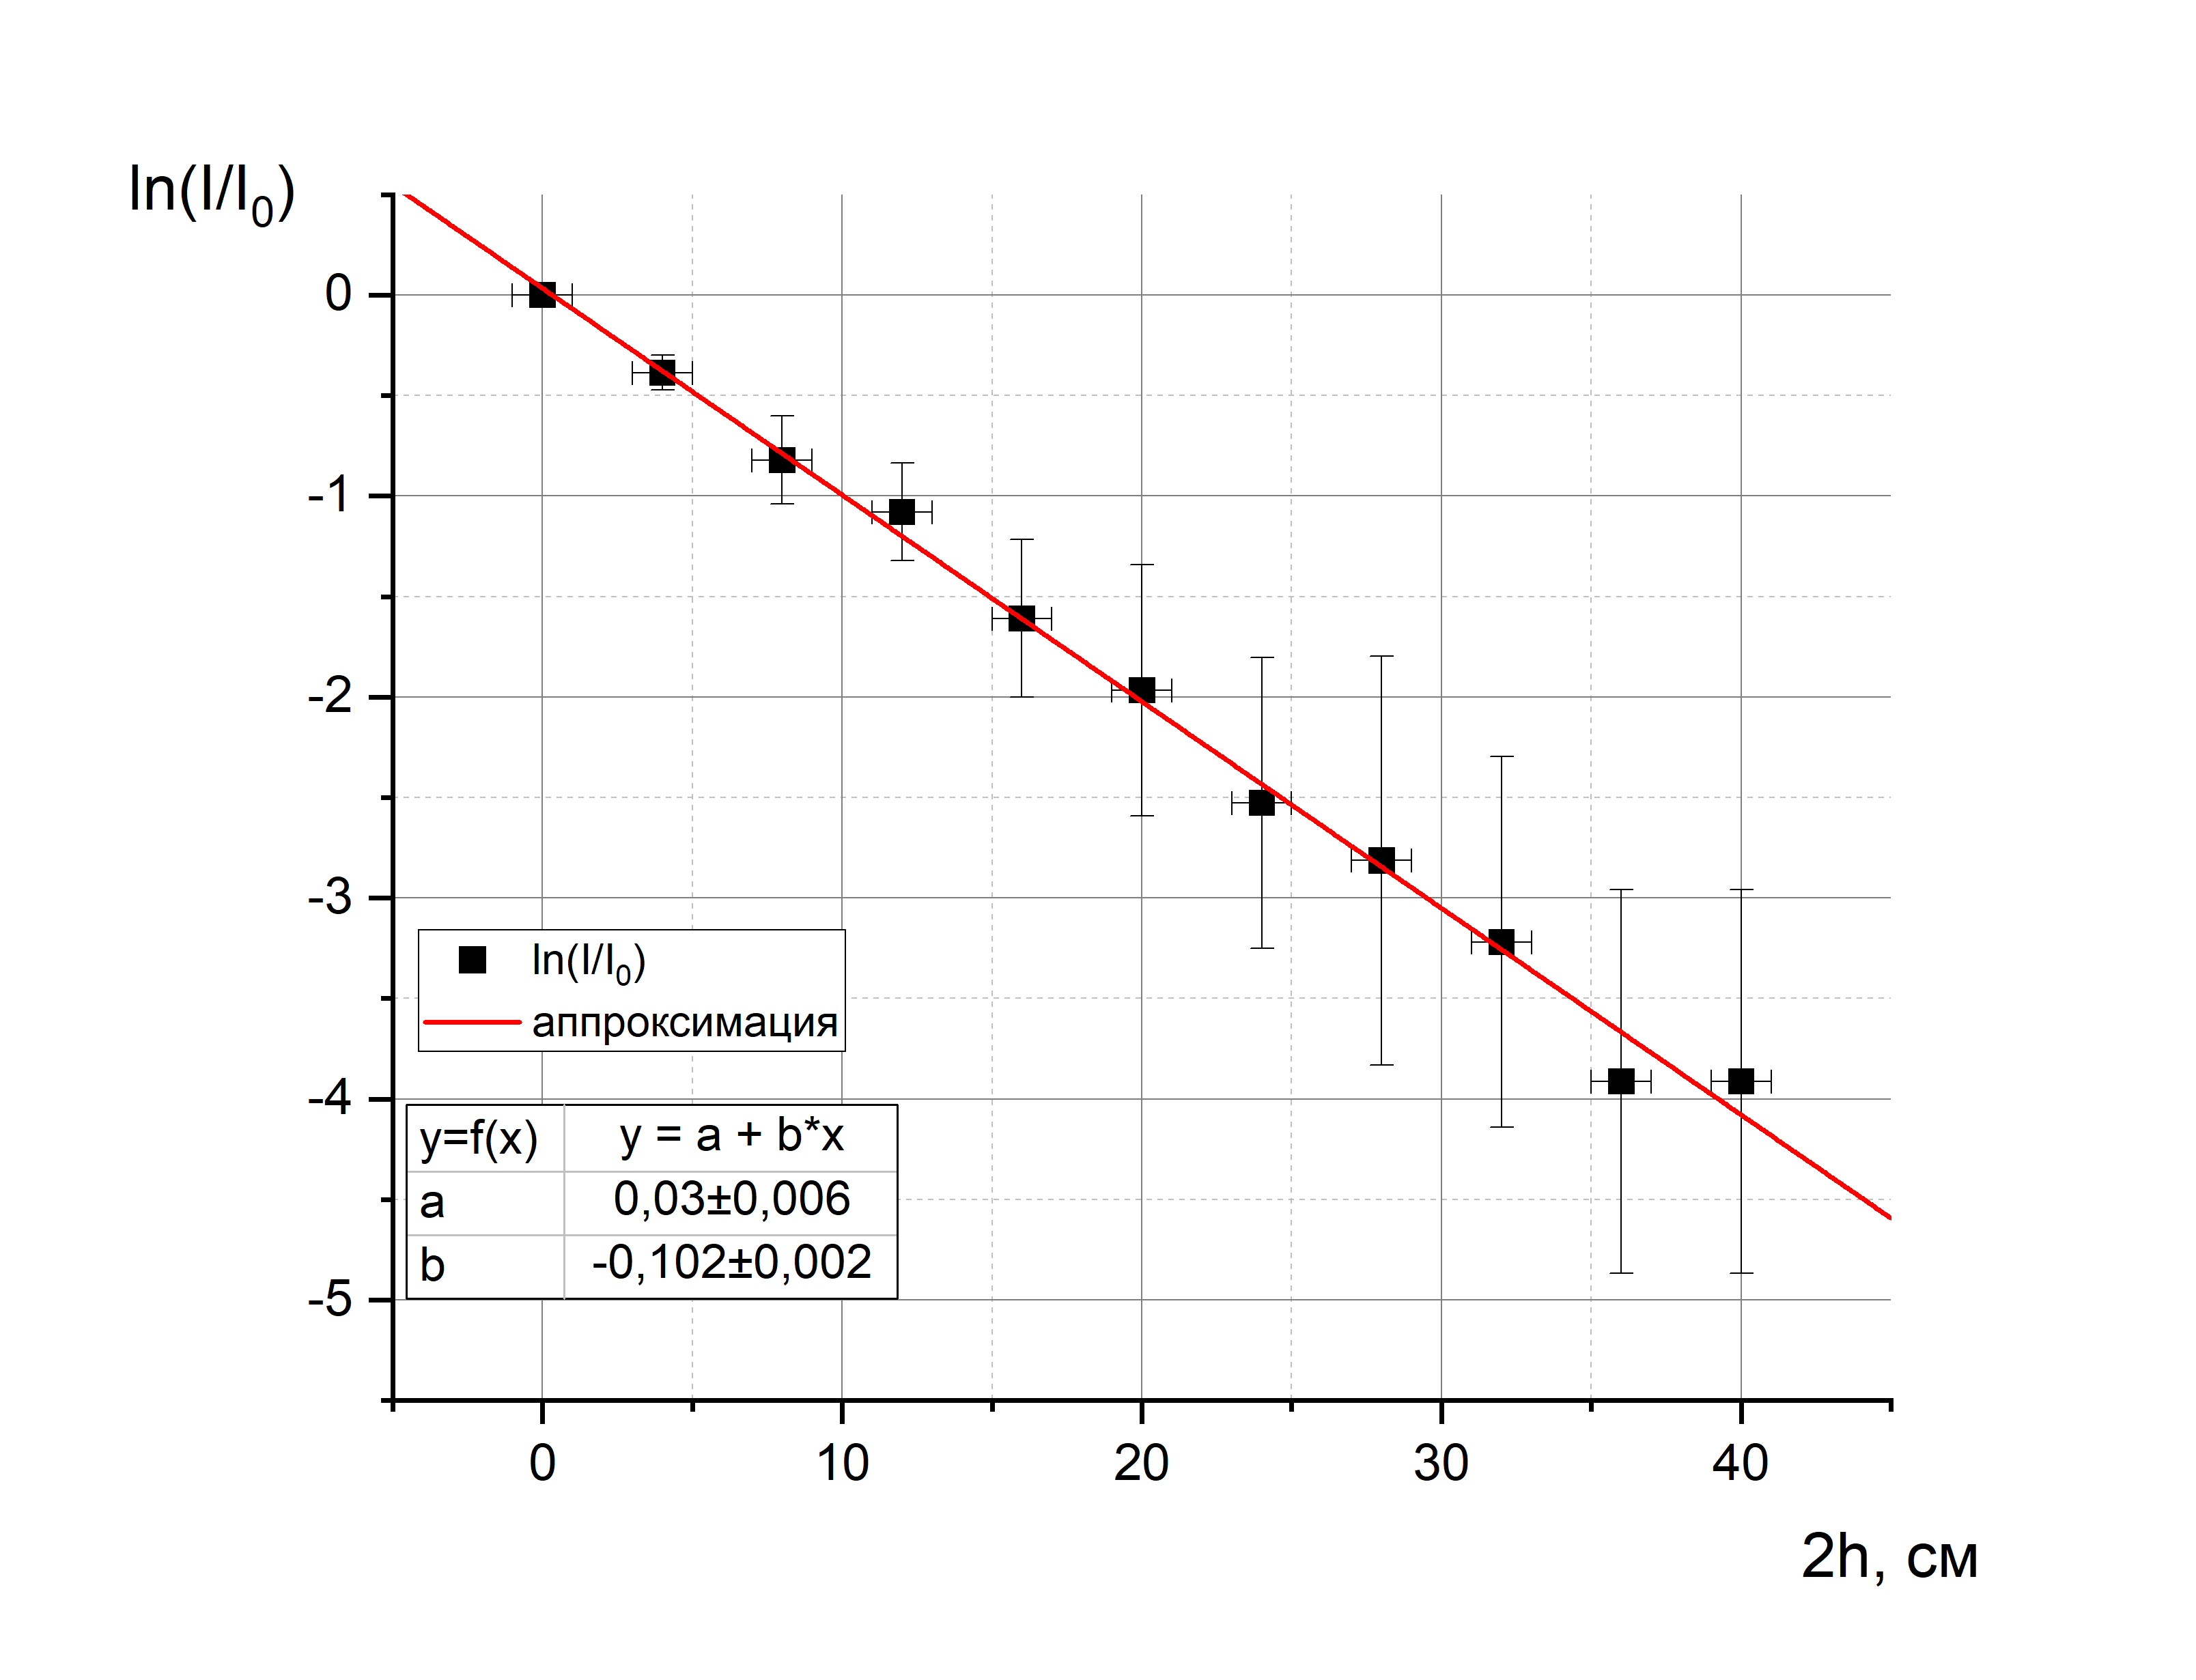 ln(I/I₀)
0
-1
-2
-3
-4
-5
ln(I/I₀)
аппроксимация
y=f(x) y = a + b*x
a 0,03±0,006
b -0,102±0,002
0 10 20 30 40
2h, см